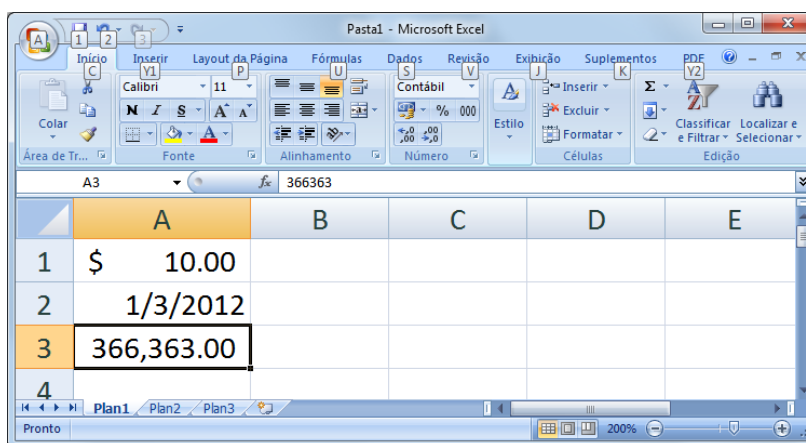 Pasta1 - Microsoft Excel
1 2 3
Início Inserir Layout da Página Fórmulas Dados Revisão Exibição Suplementos PDF
C Y1 P U S V J K Y2
Calibri 11 Contábil Inserir Σ
Colar N I S A A % 000 Estilo Excluir Classificar e Filtrar Localizar e Selecionar
A ,0 ,00 ,00 ,0 Formatar
Área de Tr... Fonte Alinhamento Número Células Edição
A3 fx 366363
A B C D E
1 $ 10.00
2 1/3/2012
3 366,363.00
4
Plan1 Plan2 Plan3
Pronto 200%